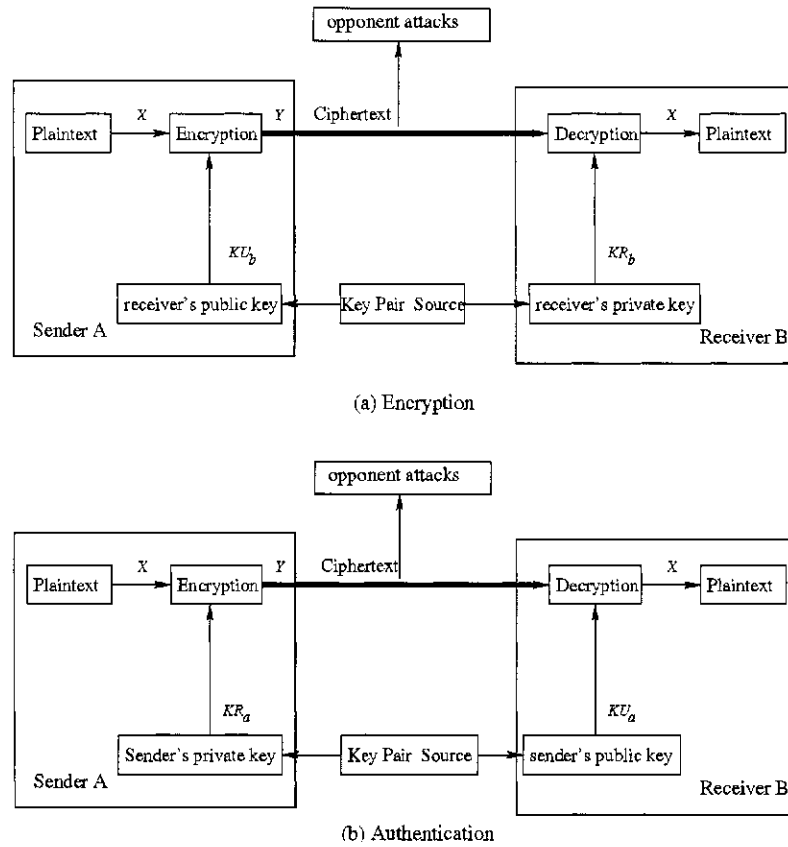 opponent attacks
X Y Ciphertext X
Plaintext Encryption Decryption Plaintext
KU_b KR_b
receiver's public key Key Pair Source receiver's private key
Sender A Receiver B
(a) Encryption
opponent attacks
X Y Ciphertext X
Plaintext Encryption Decryption Plaintext
KR_a KU_a
Sender's private key Key Pair Source sender's public key
Sender A Receiver B
(b) Authentication